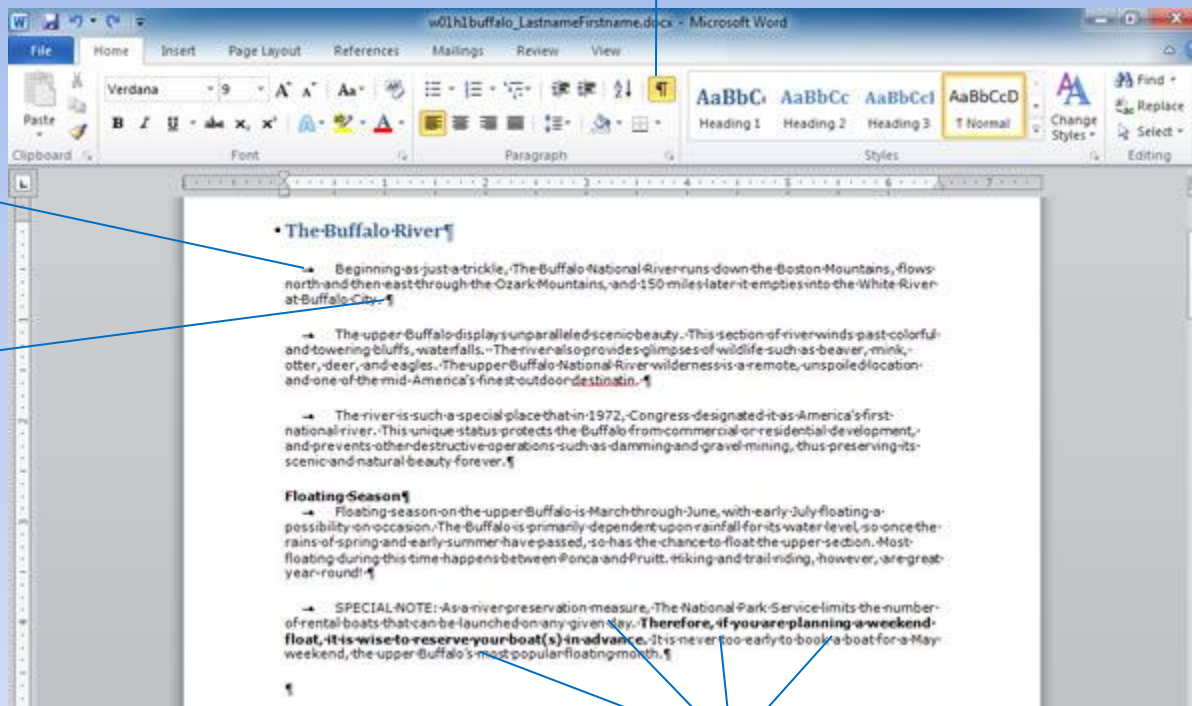 w01h1buffalo_LastnameFirstname.docx - Microsoft Word
File Home Insert Page Layout References Mailings Review View
Paste
Clipboard
Verdana 9
Font
Paragraph
AaBbC AaBbCc AaBbCcI AaBbCcD
Heading 1 Heading 2 Heading 3 ¶ Normal
Change Styles
Styles
Find
Replace
Select
Editing
The·Buffalo·River¶
→ Beginning·as·just·a·trickle,·The·Buffalo·National·River·runs·down·the·Boston·Mountains,·flows·
north·and·then·east·through·the·Ozark·Mountains,·and·150·miles·later·it·empties·into·the·White·River·
at·Buffalo·City.·¶
→ The·upper·Buffalo·displays·unparalleled·scenic·beauty.·This·section·of·river·winds·past·colorful·
and·towering·bluffs,·waterfalls.··The·river·also·provides·glimpses·of·wildlife·such·as·beaver,·mink,·
otter,·deer,·and·eagles.·The·upper·Buffalo·National·River·wilderness·is·a·remote,·unspoiled·location·
and·one·of·the·mid-America's·finest·outdoor·destinatin.·¶
→ The·river·is·such·a·special·place·that·in·1972,·Congress·designated·it·as·America's·first·
national·river.·This·unique·status·protects·the·Buffalo·from·commercial·or·residential·development,·
and·prevents·other·destructive·operations·such·as·damming·and·gravel·mining,·thus·preserving·its·
scenic·and·natural·beauty·forever.¶
Floating·Season¶
→ Floating·season·on·the·upper·Buffalo·is·March·through·June,·with·early·July·floating·a·
possibility·on·occasion.·The·Buffalo·is·primarily·dependent·upon·rainfall·for·its·water·level,·so·once·the·
rains·of·spring·and·early·summer·have·passed,·so·has·the·chance·to·float·the·upper·section.·Most·
floating·during·this·time·happens·between·Ponca·and·Pruitt.·Hiking·and·trail·riding,·however,·are·great·
year-round!·¶
→ SPECIAL·NOTE:·As·a·river·preservation·measure,·The·National·Park·Service·limits·the·number·
of·rental·boats·that·can·be·launched·on·any·given·day.·Therefore,·if·you·are·planning·a·weekend·
float,·it·is·wise·to·reserve·your·boat(s)·in·advance.·It·is·never·too·early·to·book·a·boat·for·a·May·
weekend,·the·upper·Buffalo's·most·popular·floating·month.¶
¶